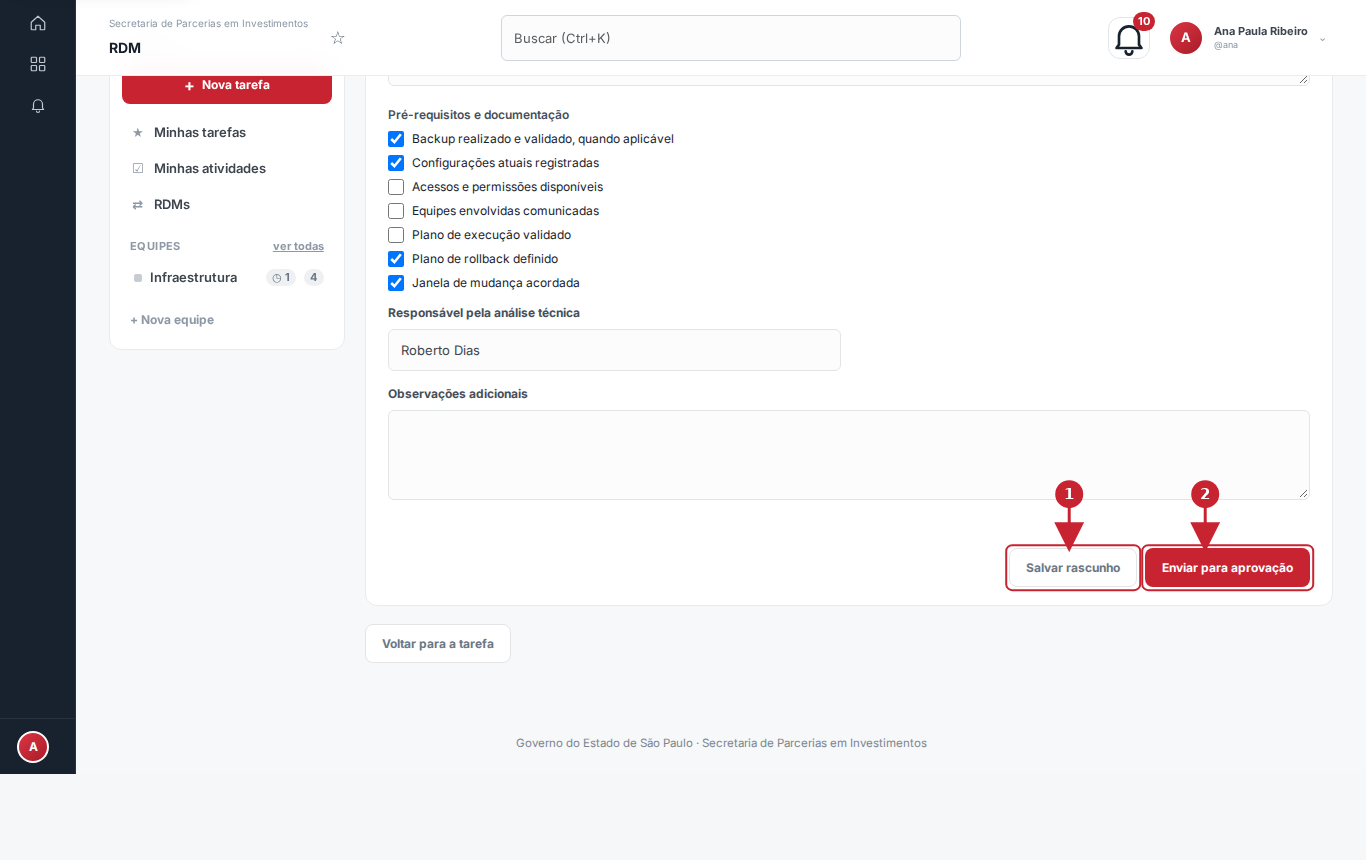 Secretaria de Parcerias em Investimentos
RDM
Buscar (Ctrl+K)
10
A
Ana Paula Ribeiro
@ana
+ Nova tarefa
Minhas tarefas
Minhas atividades
RDMs
EQUIPES
ver todas
Infraestrutura
1
4
+ Nova equipe
Pré-requisitos e documentação
Backup realizado e validado, quando aplicável
Configurações atuais registradas
Acessos e permissões disponíveis
Equipes envolvidas comunicadas
Plano de execução validado
Plano de rollback definido
Janela de mudança acordada
Responsável pela análise técnica
Roberto Dias
Observações adicionais
1
2
Salvar rascunho
Enviar para aprovação
Voltar para a tarefa
A
Governo do Estado de São Paulo · Secretaria de Parcerias em Investimentos